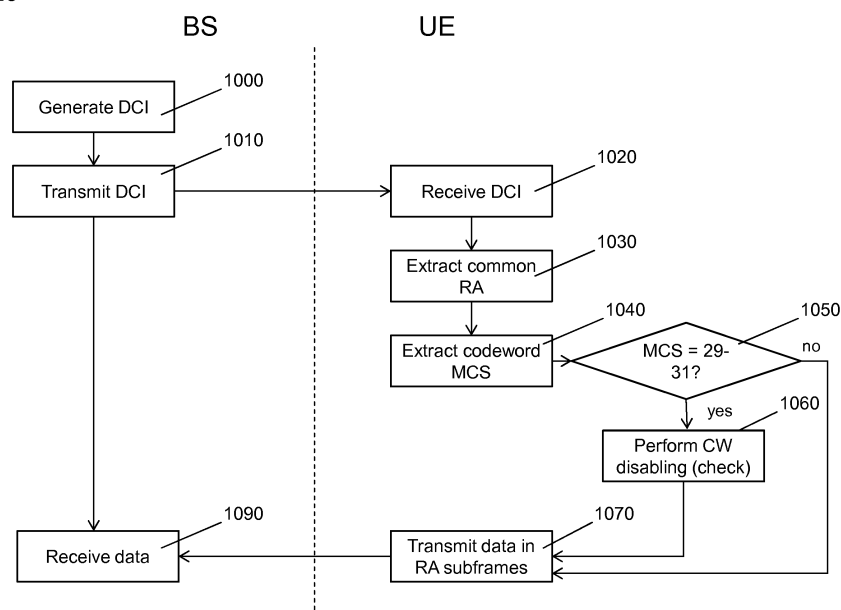 BS
UE
1000
Generate DCI
1010
Transmit DCI
1020
Receive DCI
1030
Extract common
RA
1040
Extract codeword
MCS
1050
MCS = 29-
31?
no
yes
1060
Perform CW
disabling (check)
1070
Transmit data in
RA subframes
1090
Receive data